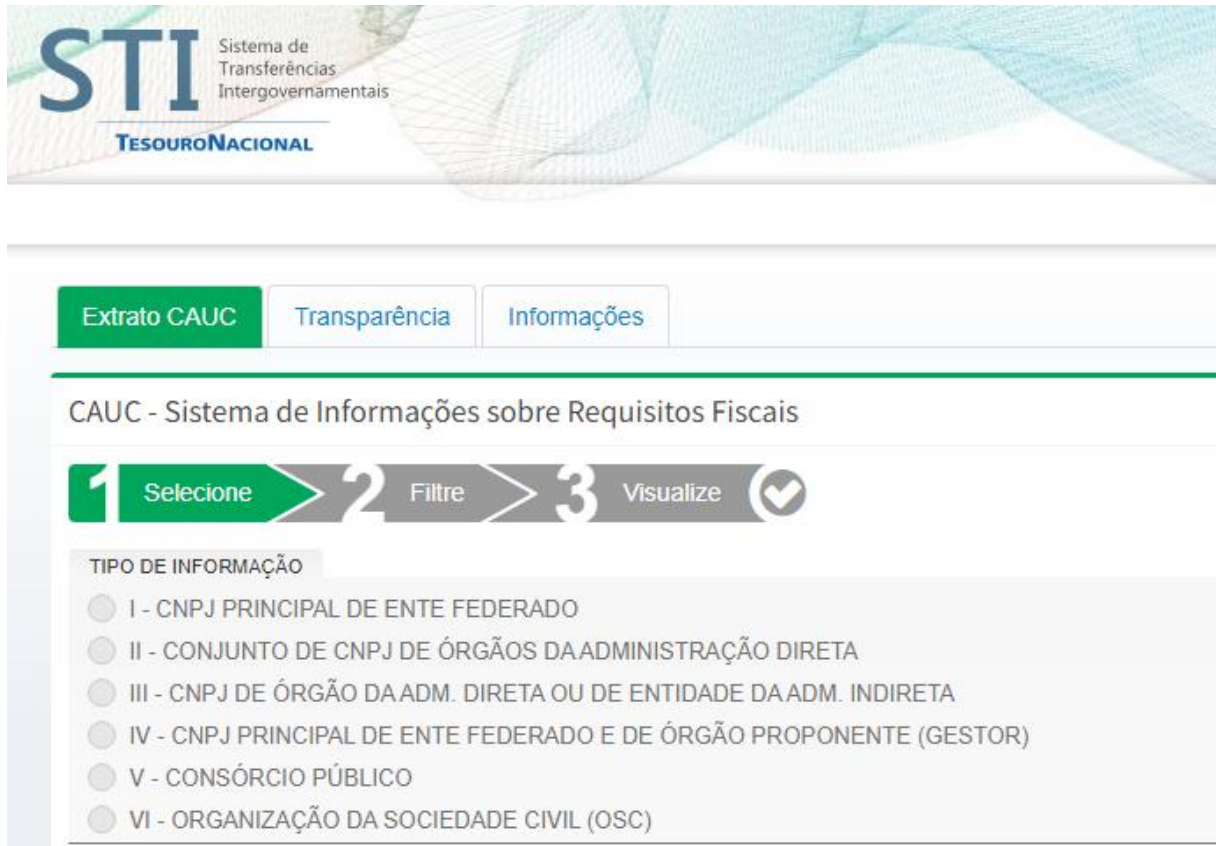 STI
Sistema de
Transferências
Intergovernamentais
TESOURONACIONAL
Extrato CAUC Transparência Informações
CAUC - Sistema de Informações sobre Requisitos Fiscais
1 Selecione 2 Filtre 3 Visualize
TIPO DE INFORMAÇÃO
I - CNPJ PRINCIPAL DE ENTE FEDERADO
II - CONJUNTO DE CNPJ DE ÓRGÃOS DA ADMINISTRAÇÃO DIRETA
III - CNPJ DE ÓRGÃO DA ADM. DIRETA OU DE ENTIDADE DA ADM. INDIRETA
IV - CNPJ PRINCIPAL DE ENTE FEDERADO E DE ÓRGÃO PROPONENTE (GESTOR)
V - CONSÓRCIO PÚBLICO
VI - ORGANIZAÇÃO DA SOCIEDADE CIVIL (OSC)